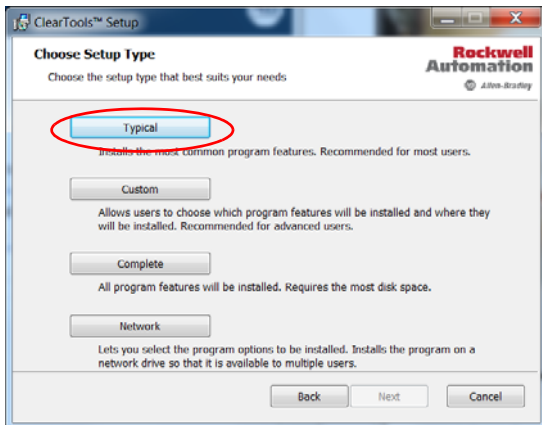 ClearTools™ Setup
Choose Setup Type
Choose the setup type that best suits your needs
Rockwell
Automation
Allen-Bradley
Typical
Installs the most common program features. Recommended for most users.
Custom
Allows users to choose which program features will be installed and where they
will be installed. Recommended for advanced users.
Complete
All program features will be installed. Requires the most disk space.
Network
Lets you select the program options to be installed. Installs the program on a
network drive so that it is available to multiple users.
Back
Next
Cancel